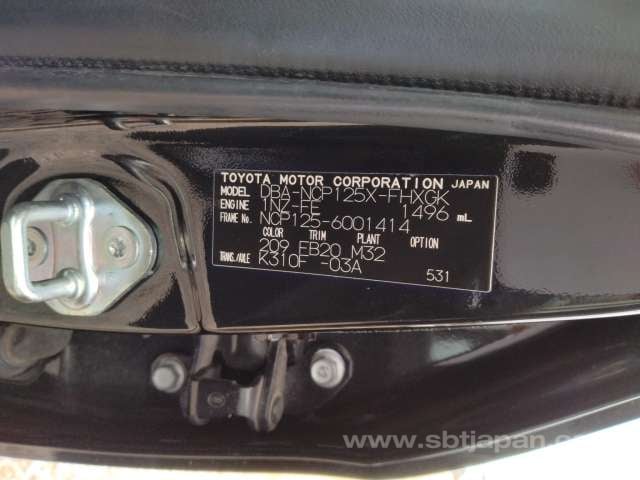 TOYOTA MOTOR CORPORATION JAPAN
MODEL DBA-NCP125X-FHXGK
ENGINE 1NZ-FE 1496 mL
FRAME No. NCP125-6001414
COLOR TRIM PLANT OPTION
209 EB20 M32
TRANS./AXLE K310F -03A
531
www.sbtjapan.co